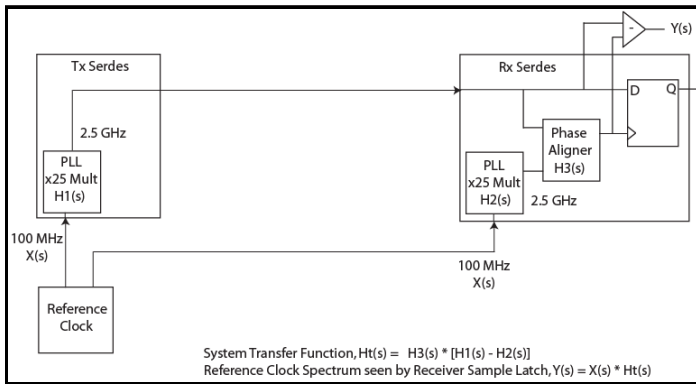 Y(s)
-
Tx Serdes
Rx Serdes
D
Q
2.5 GHz
Phase
Aligner
H3(s)
PLL
x25 Mult
H1(s)
PLL
x25 Mult
H2(s)
2.5 GHz
100 MHz
X(s)
100 MHz
X(s)
Reference
Clock
System Transfer Function, Ht(s) = H3(s) * [H1(s) - H2(s)]
Reference Clock Spectrum seen by Receiver Sample Latch, Y(s) = X(s) * Ht(s)